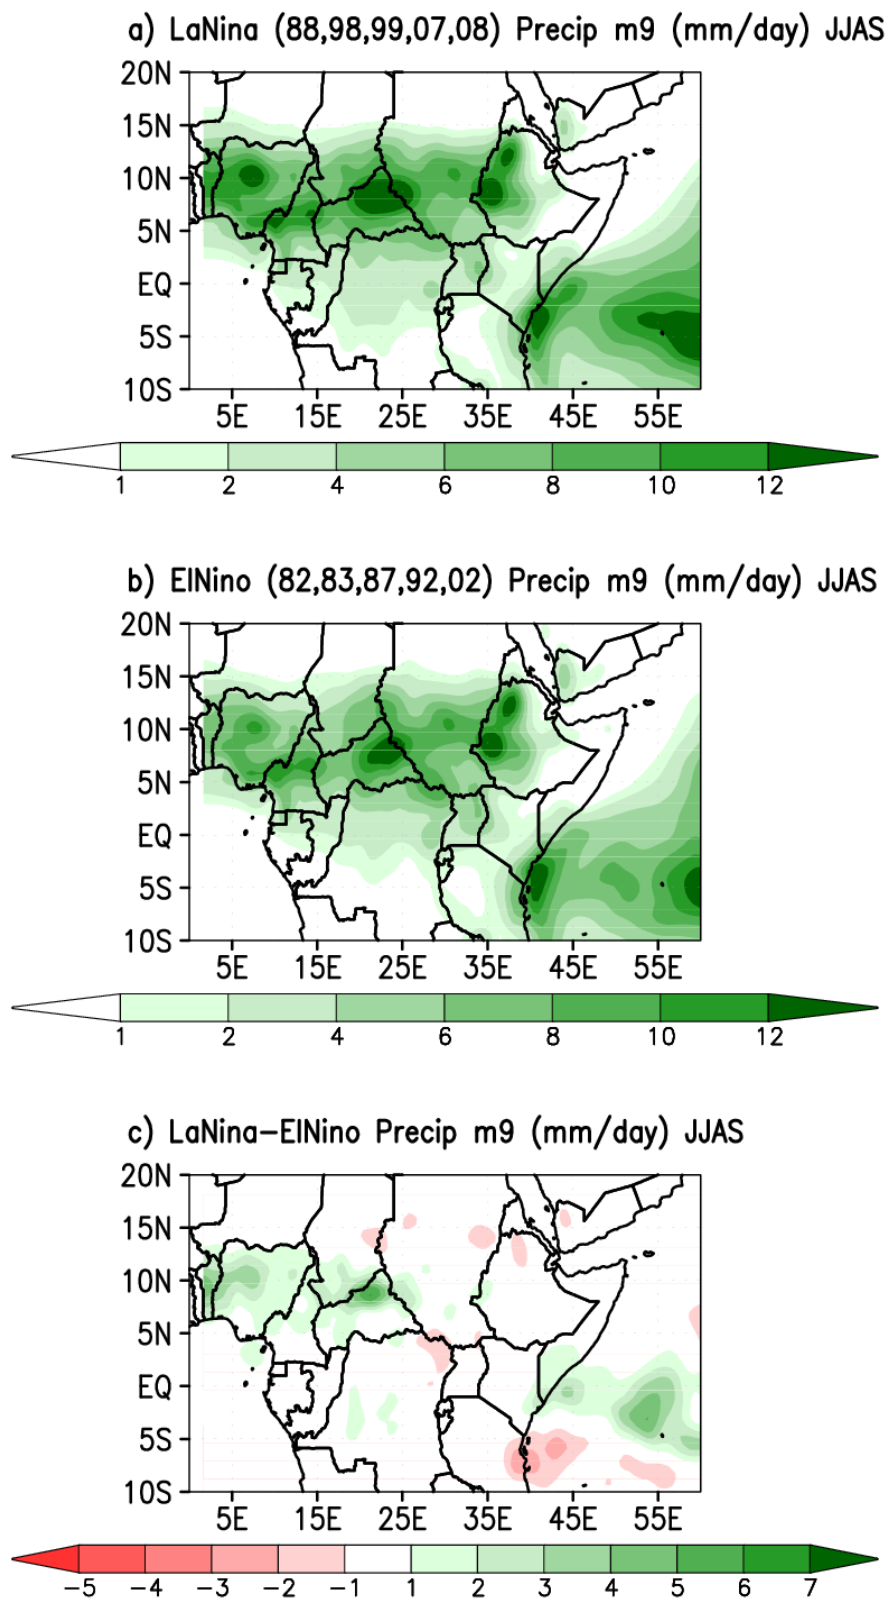 a) LaNina (88,98,99,07,08) Precip m9 (mm/day) JJAS
20N
15N
10N
5N
EQ
5S
10S
5E 15E 25E 35E 45E 55E
1 2 4 6 8 10 12
b) ElNino (82,83,87,92,02) Precip m9 (mm/day) JJAS
20N
15N
10N
5N
EQ
5S
10S
5E 15E 25E 35E 45E 55E
1 2 4 6 8 10 12
c) LaNina−ElNino Precip m9 (mm/day) JJAS
20N
15N
10N
5N
EQ
5S
10S
5E 15E 25E 35E 45E 55E
−5 −4 −3 −2 −1 1 2 3 4 5 6 7